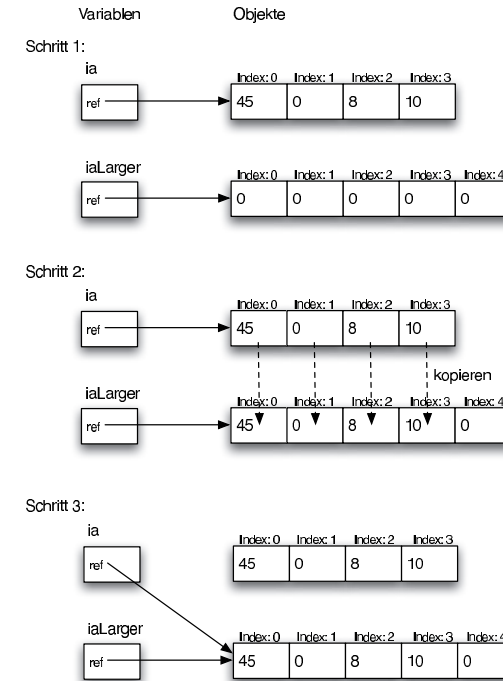 Variablen Objekte
Schritt 1:
ia
Index: 0 Index: 1 Index: 2 Index: 3
ref 45 0 8 10
iaLarger
Index: 0 Index: 1 Index: 2 Index: 3 Index: 4
ref 0 0 0 0 0
Schritt 2:
ia
Index: 0 Index: 1 Index: 2 Index: 3
ref 45 0 8 10
kopieren
iaLarger
Index: 0 Index: 1 Index: 2 Index: 3 Index: 4
ref 45 0 8 10 0
Schritt 3:
ia
Index: 0 Index: 1 Index: 2 Index: 3
ref 45 0 8 10
iaLarger
Index: 0 Index: 1 Index: 2 Index: 3 Index: 4
ref 45 0 8 10 0